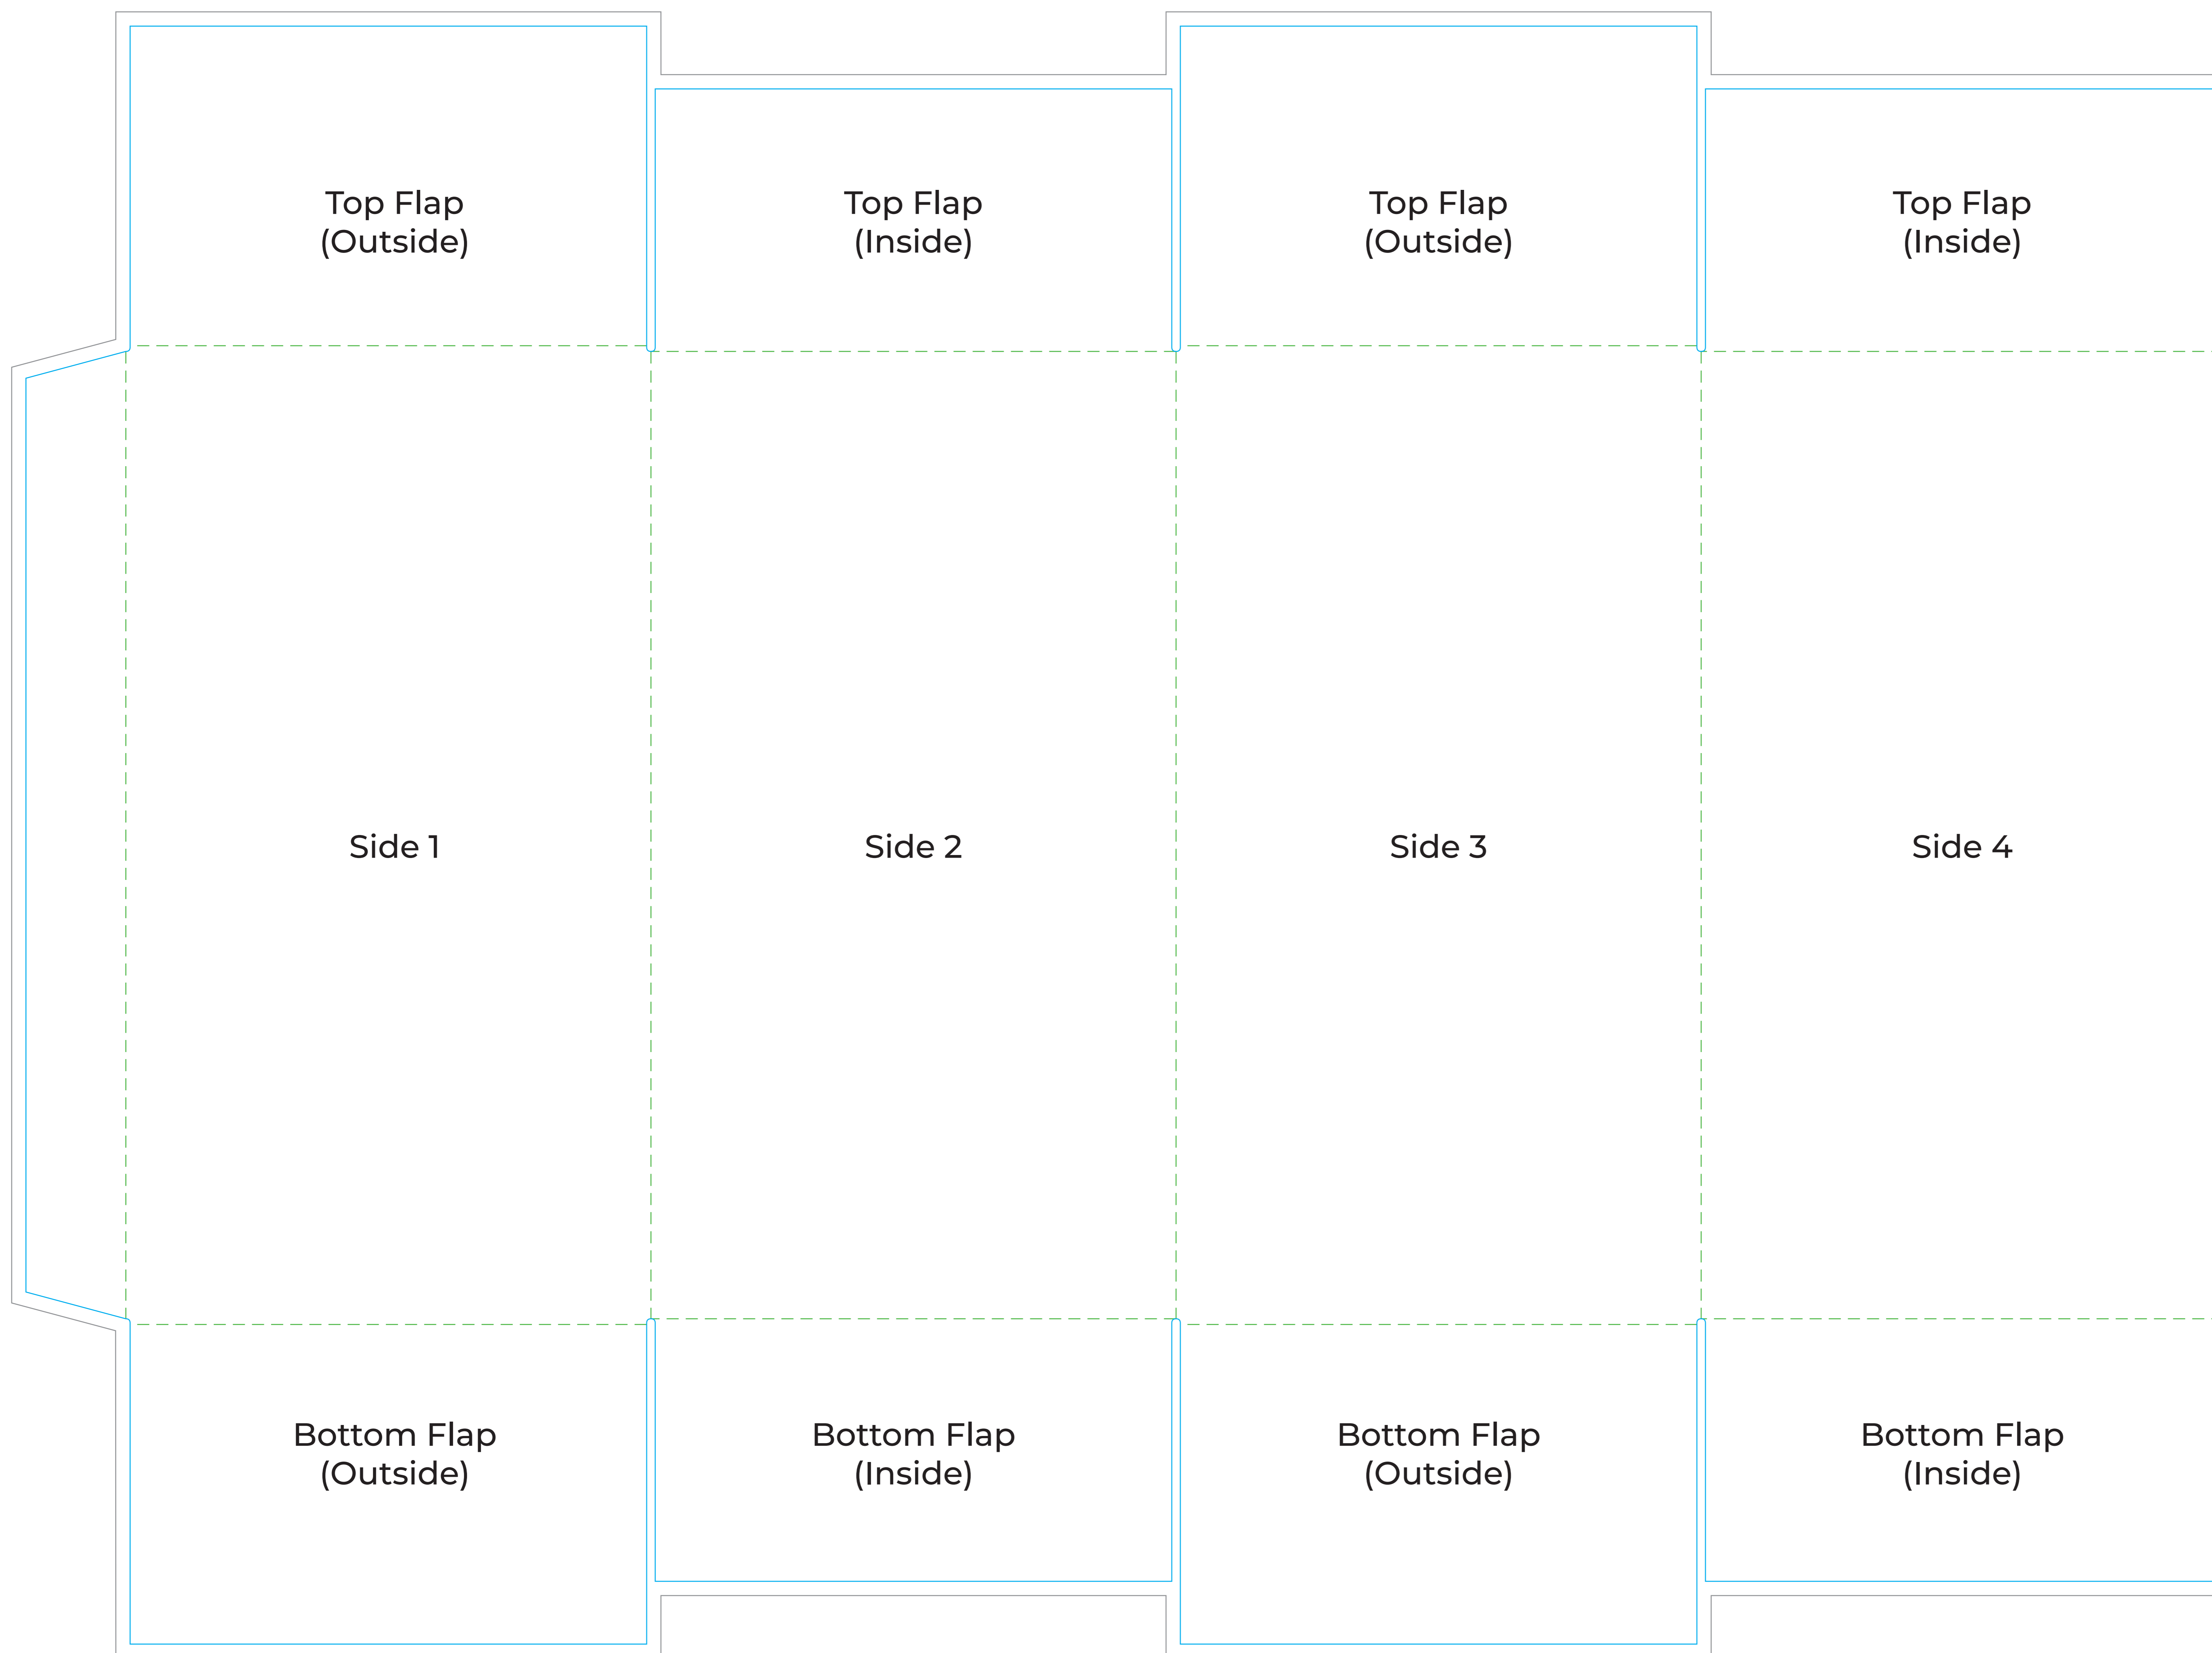 Top Flap
(Outside)
Top Flap
(Inside)
Top Flap
(Outside)
Top Flap
(Inside)
Side 1
Side 2
Side 3
Side 4
Bottom Flap
(Outside)
Bottom Flap
(Inside)
Bottom Flap
(Outside)
Bottom Flap
(Inside)